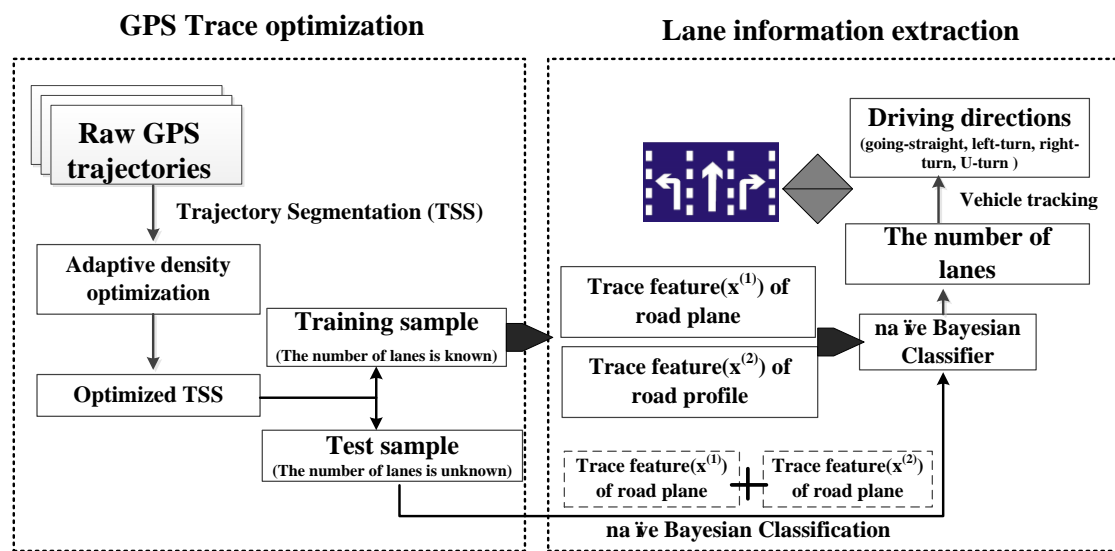 GPS Trace optimization
Raw GPS
trajectories
Trajectory Segmentation (TSS)
Adaptive density
optimization
Optimized TSS
Training sample
(The number of lanes is known)
Test sample
(The number of lanes is unknown)
Lane information extraction
Driving directions
(going-straight, left-turn, right-
turn, U-turn )
Vehicle tracking
The number of
lanes
Trace feature(x⁽¹⁾) of
road plane
Trace feature(x⁽²⁾) of
road profile
na ïve Bayesian
Classifier
Trace feature(x⁽¹⁾)
of road plane
+
Trace feature(x⁽²⁾)
of road plane
na ïve Bayesian Classification